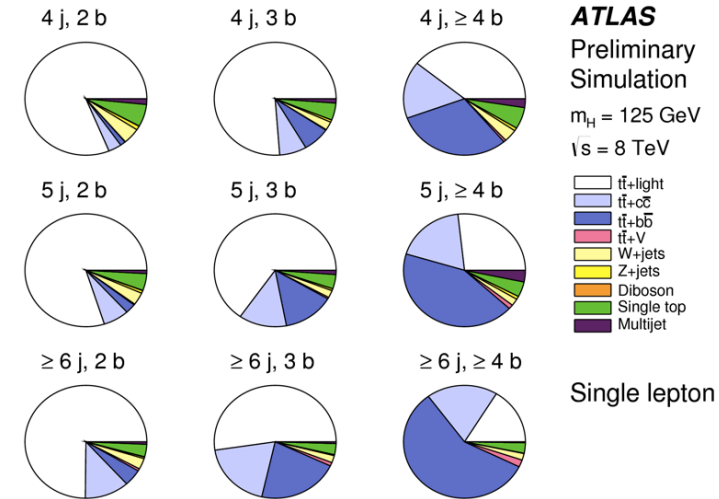 4 j, 2 b
4 j, 3 b
4 j, ≥ 4 b
ATLAS
Preliminary
Simulation
m_H = 125 GeV
√s = 8 TeV
5 j, 2 b
5 j, 3 b
5 j, ≥ 4 b
tt̄+light
tt̄+cc̄
tt̄+bb̄
tt̄+V
W+jets
Z+jets
Diboson
Single top
Multijet
≥ 6 j, 2 b
≥ 6 j, 3 b
≥ 6 j, ≥ 4 b
Single lepton